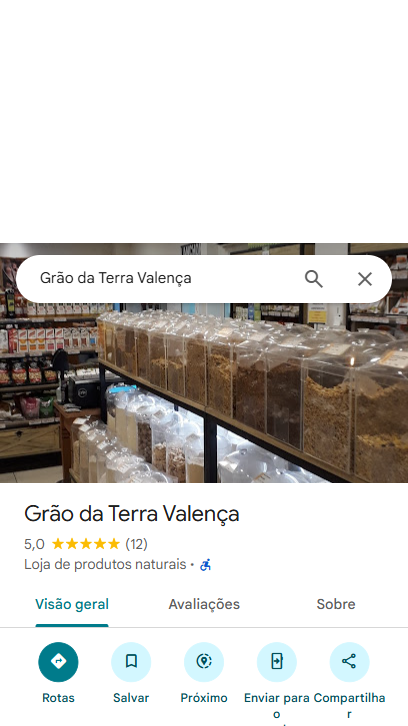 Grão da Terra Valença
Grão da Terra Valença
5,0 (12)
Loja de produtos naturais ·
Visão geral Avaliações Sobre
Rotas Salvar Próximo Enviar para o Compartilhar